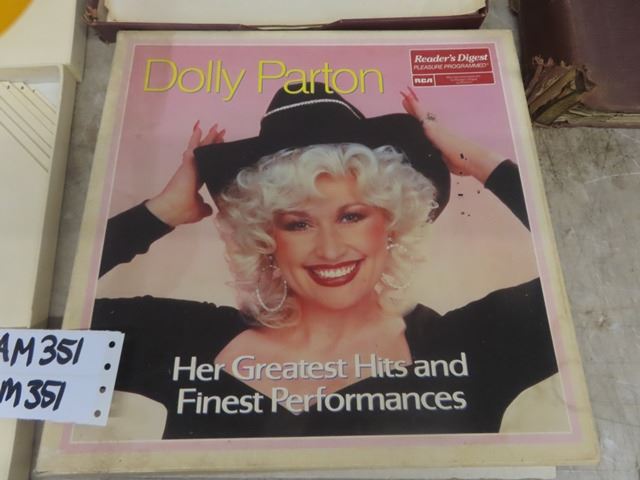 Dolly Parton
Reader's Digest
PLEASURE PROGRAMMED®
RCA
Her Greatest Hits and
Finest Performances
AM 351
M 351